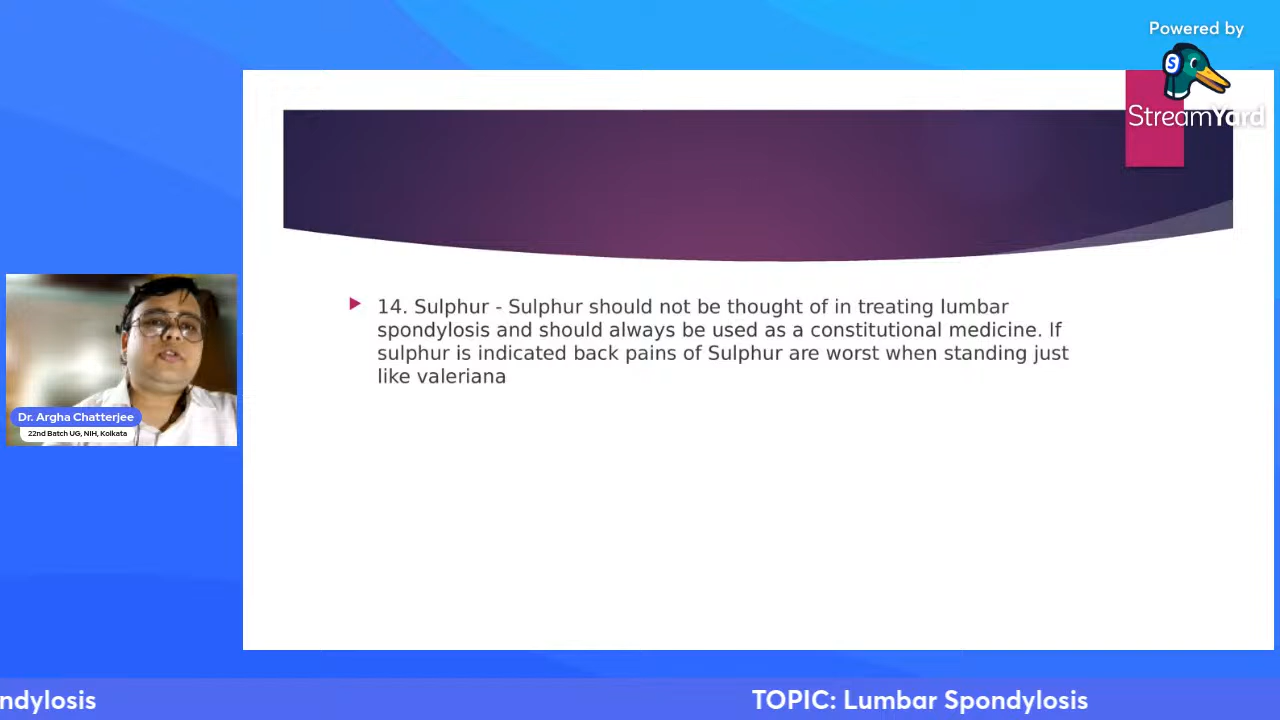 Powered by
S
StreamYard
14. Sulphur - Sulphur should not be thought of in treating lumbar
spondylosis and should always be used as a constitutional medicine. If
sulphur is indicated back pains of Sulphur are worst when standing just
like valeriana
Dr. Argha Chatterjee
22nd Batch UG, NIH, Kolkata
ndylosis
TOPIC: Lumbar Spondylosis